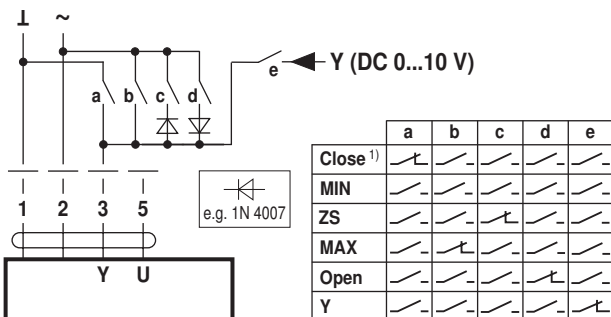 ⊥ ~
e Y (DC 0...10 V)
a b c d
1 2 3 5
e.g. 1N 4007
Y U
a b c d e
Close 1)
MIN
ZS
MAX
Open
Y